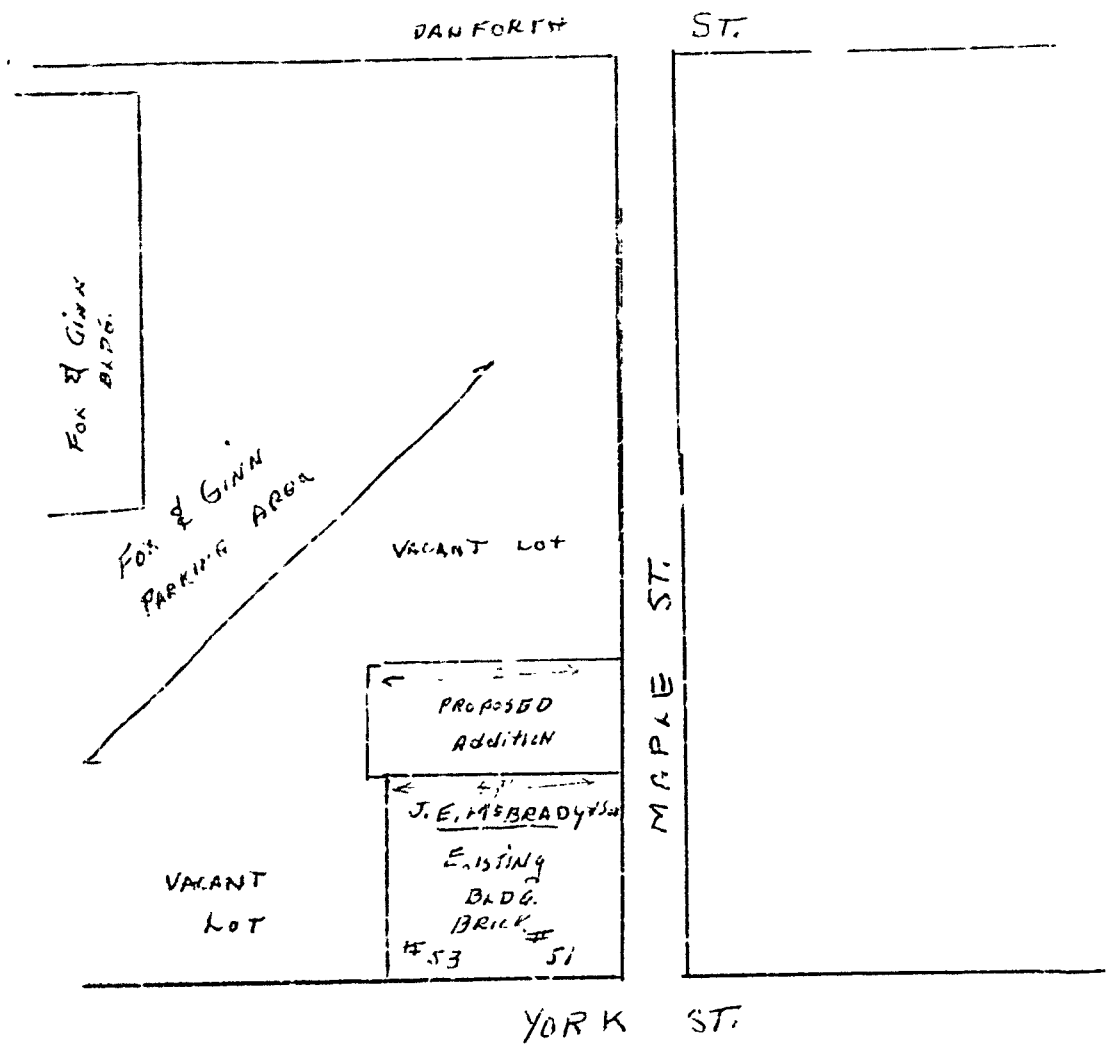 DANFORTH ST.
FOX & GINN
BLDG.
FOX & GINN
PARKING AREA
VACANT LOT
MAPLE ST.
PROPOSED
Addition
J. E. McBRADY
EXISTING
BLDG.
BRICK
#53 #51
VACANT
LOT
YORK ST.